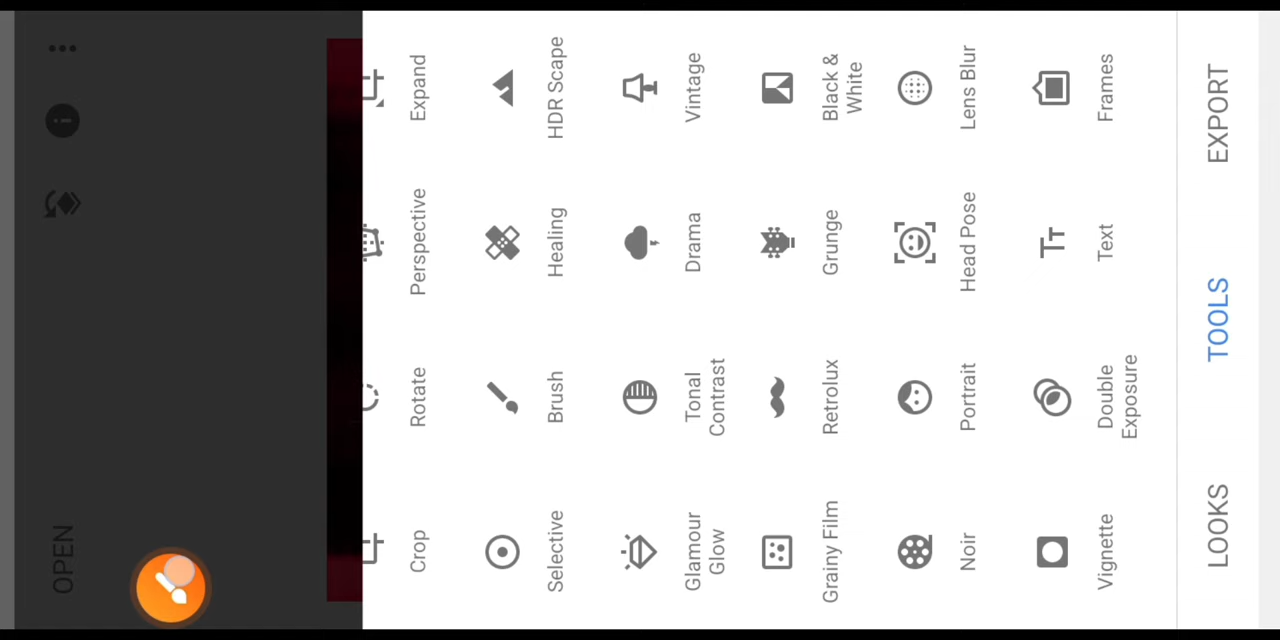 OPEN
Crop
Rotate
Perspective
Expand
Selective
Brush
Healing
HDR Scape
Glamour
Glow
Tonal
Contrast
Drama
Vintage
Grainy Film
Retrolux
Grunge
Black &
White
Noir
Portrait
Head Pose
Lens Blur
Vignette
Double
Exposure
Text
Frames
LOOKS
TOOLS
EXPORT